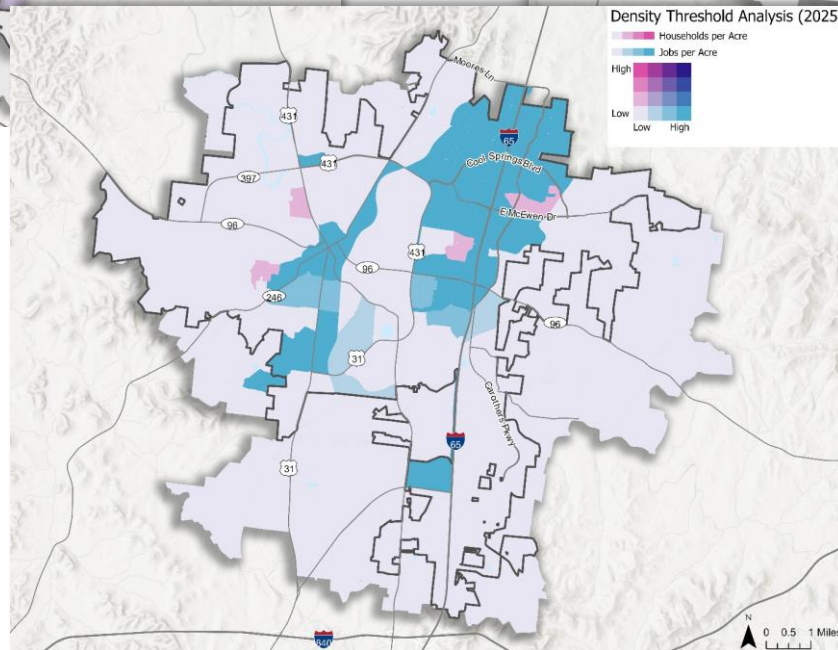 Density Threshold Analysis (2025
Households per Acre
Jobs per Acre
High
Low
Low High
Moores Ln
431
65
Cool Springs Blvd
431
397
E McEwen Dr
96
431
96
246
96
31
Carothers Pkwy
65
31
840
N
0 0.5 1 Miles